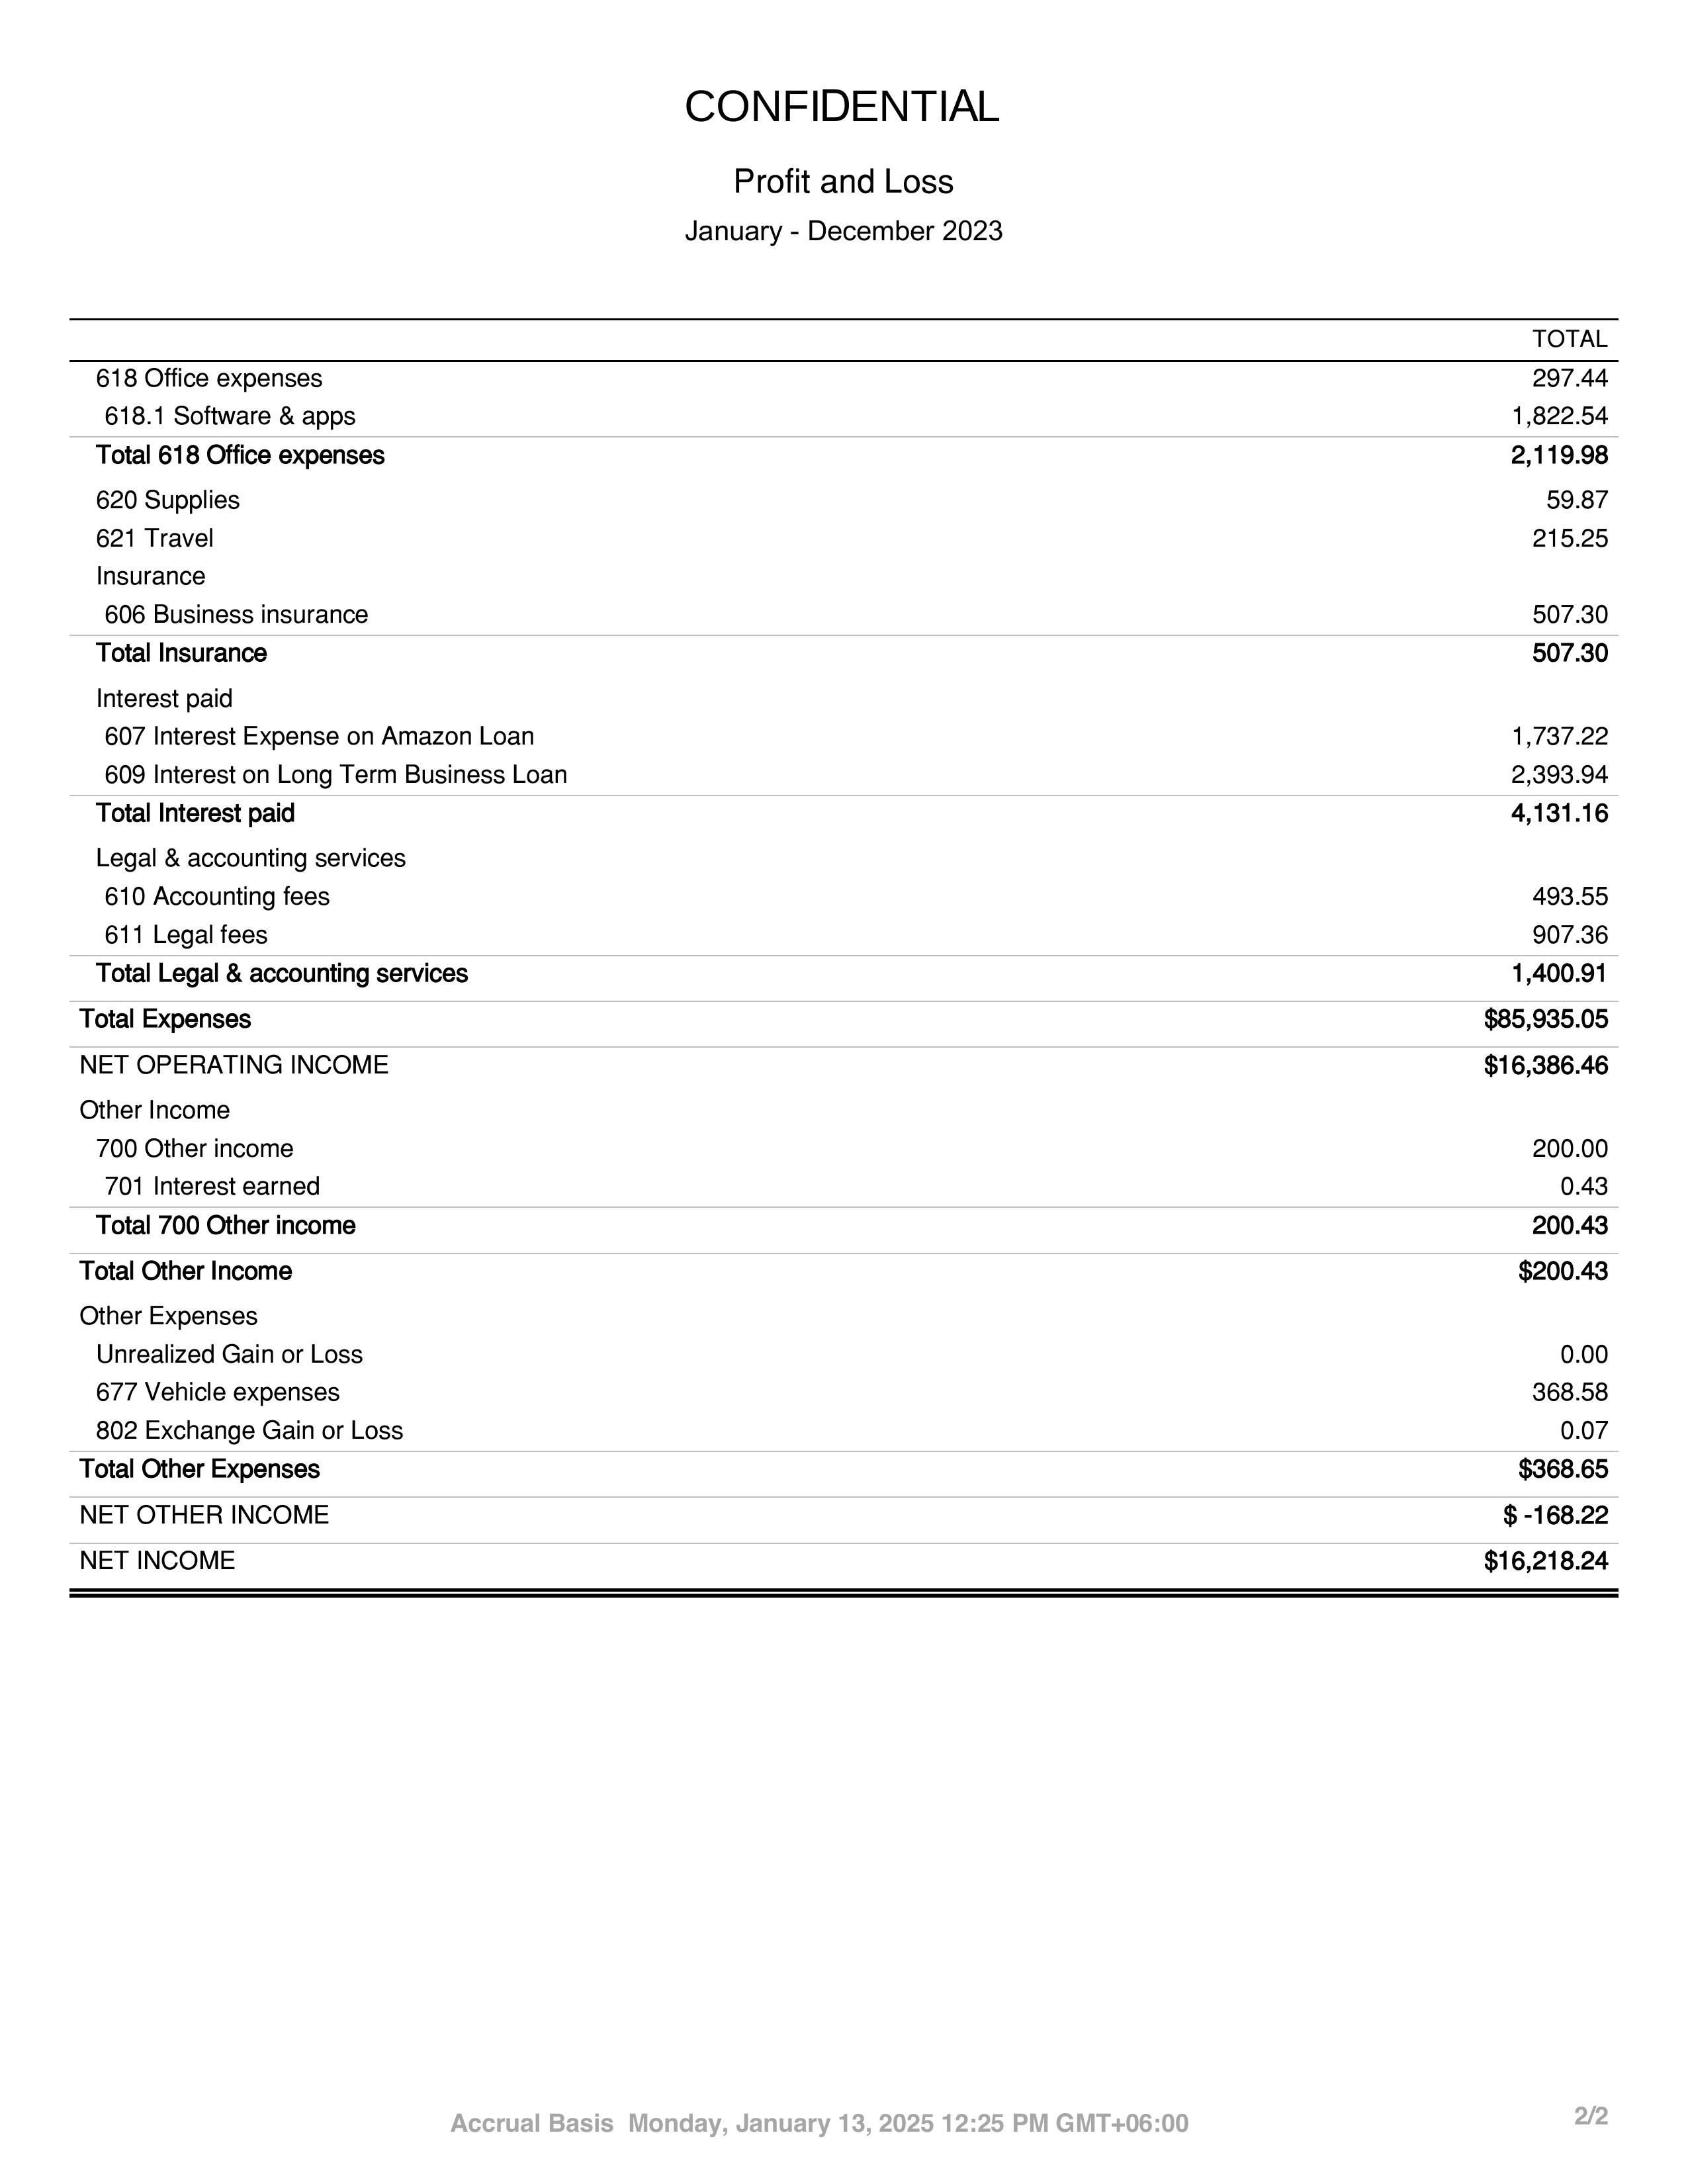 CONFIDENTIAL
Profit and Loss
January - December 2023
TOTAL
618 Office expenses 297.44
618.1 Software & apps 1,822.54
Total 618 Office expenses 2,119.98
620 Supplies 59.87
621 Travel 215.25
Insurance
606 Business insurance 507.30
Total Insurance 507.30
Interest paid
607 Interest Expense on Amazon Loan 1,737.22
609 Interest on Long Term Business Loan 2,393.94
Total Interest paid 4,131.16
Legal & accounting services
610 Accounting fees 493.55
611 Legal fees 907.36
Total Legal & accounting services 1,400.91
Total Expenses $85,935.05
NET OPERATING INCOME $16,386.46
Other Income
700 Other income 200.00
701 Interest earned 0.43
Total 700 Other income 200.43
Total Other Income $200.43
Other Expenses
Unrealized Gain or Loss 0.00
677 Vehicle expenses 368.58
802 Exchange Gain or Loss 0.07
Total Other Expenses $368.65
NET OTHER INCOME $ -168.22
NET INCOME $16,218.24
Accrual Basis Monday, January 13, 2025 12:25 PM GMT+06:00 2/2